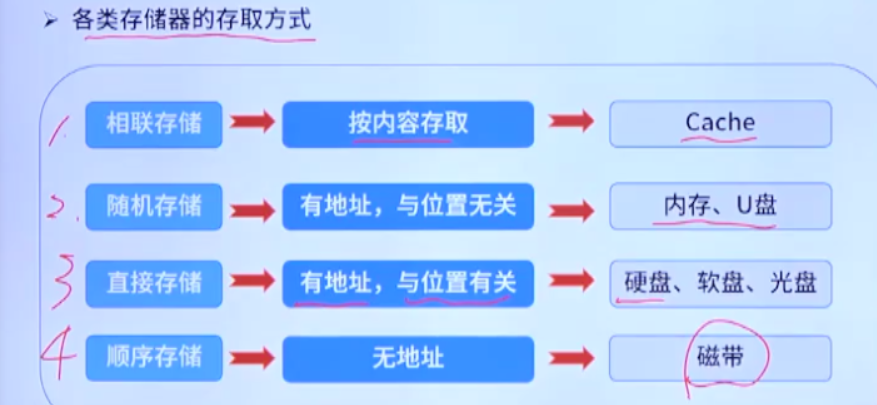 ➢ 各类存储器的存取方式
1. 相联存储 按内容存取 Cache
2. 随机存储 有地址，与位置无关 内存、U盘
3 直接存储 有地址，与位置有关 硬盘、软盘、光盘
4 顺序存储 无地址 磁带